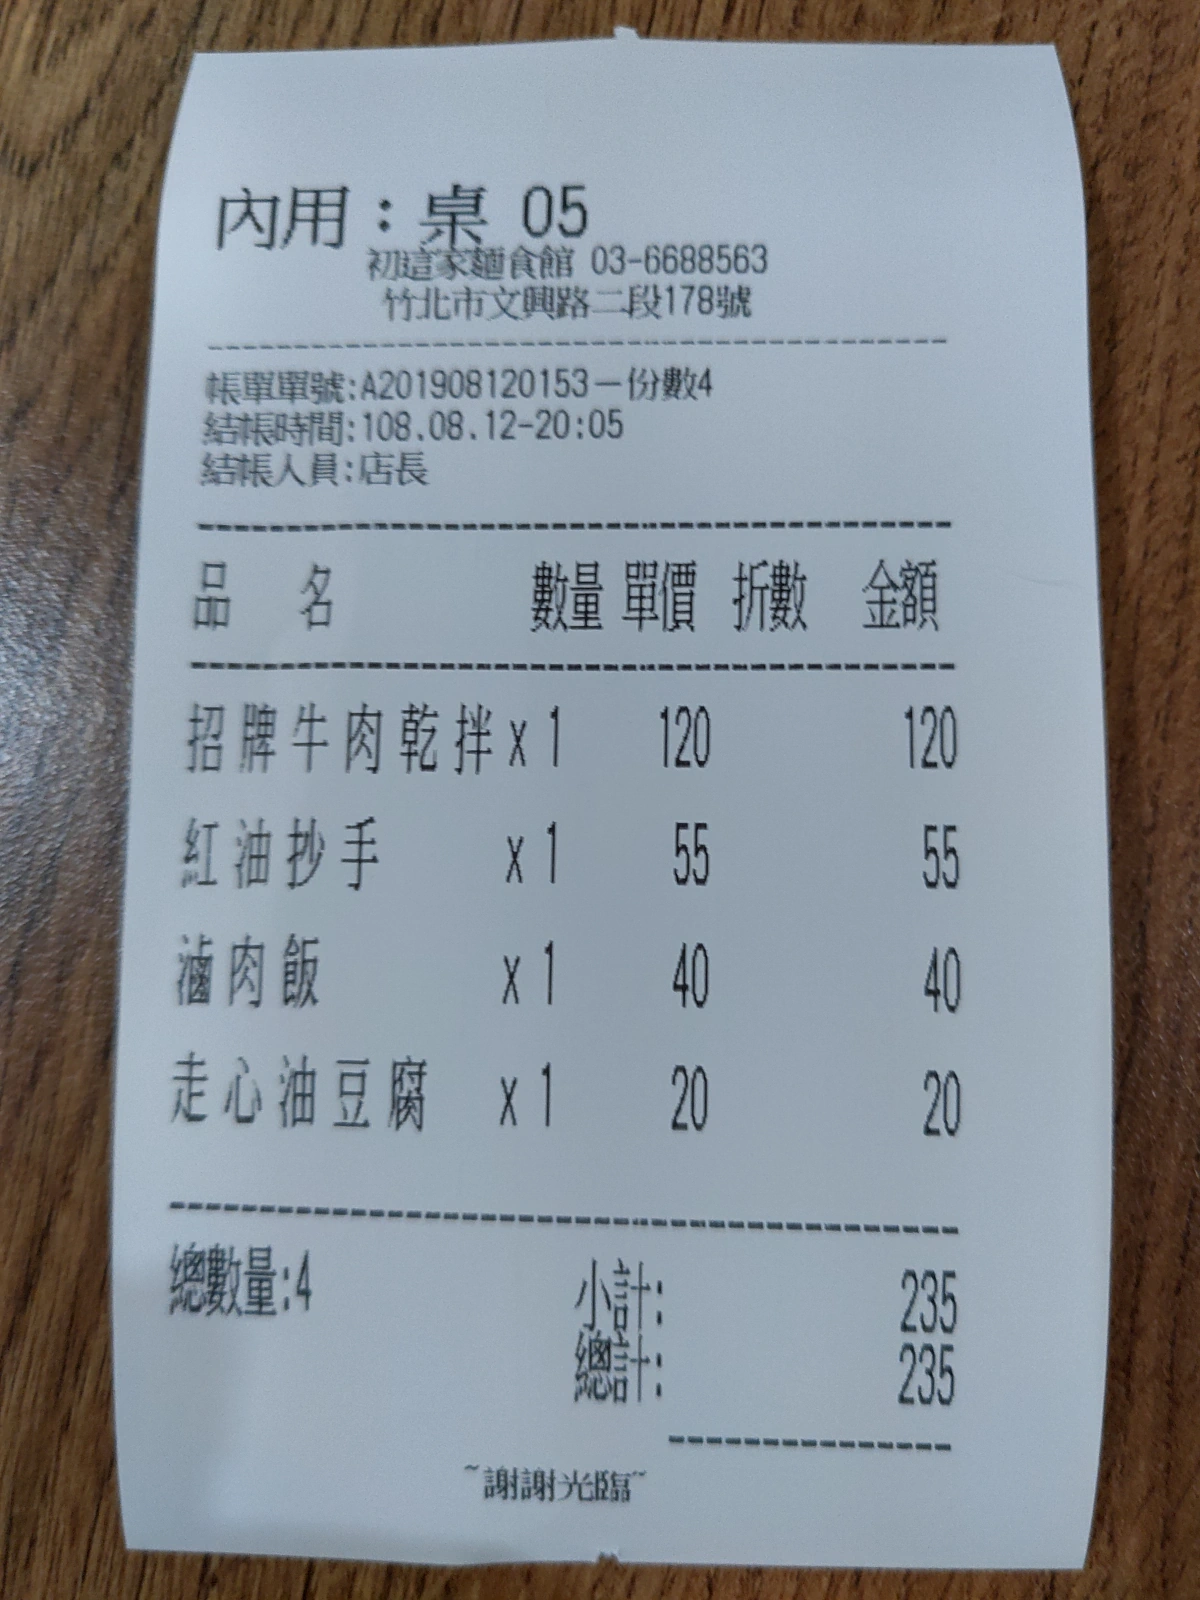 內用：桌 05
初這家麵食館 03-6688563
竹北市文興路二段178號
帳單單號:A201908120153－份數4
結帳時間:108.08.12-20:05
結帳人員:店長
品 名 數量 單價 折數 金額
招牌牛肉乾拌 x 1 120 120
紅油抄手 x 1 55 55
滷肉飯 x 1 40 40
走心油豆腐 x 1 20 20
總數量:4 小計: 235
總計: 235
~謝謝光臨~